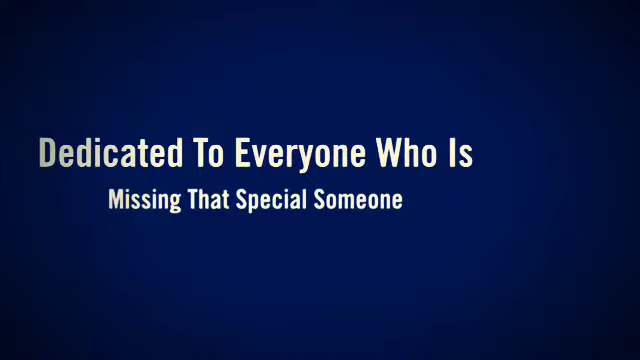 Dedicated To Everyone Who Is
Missing That Special Someone